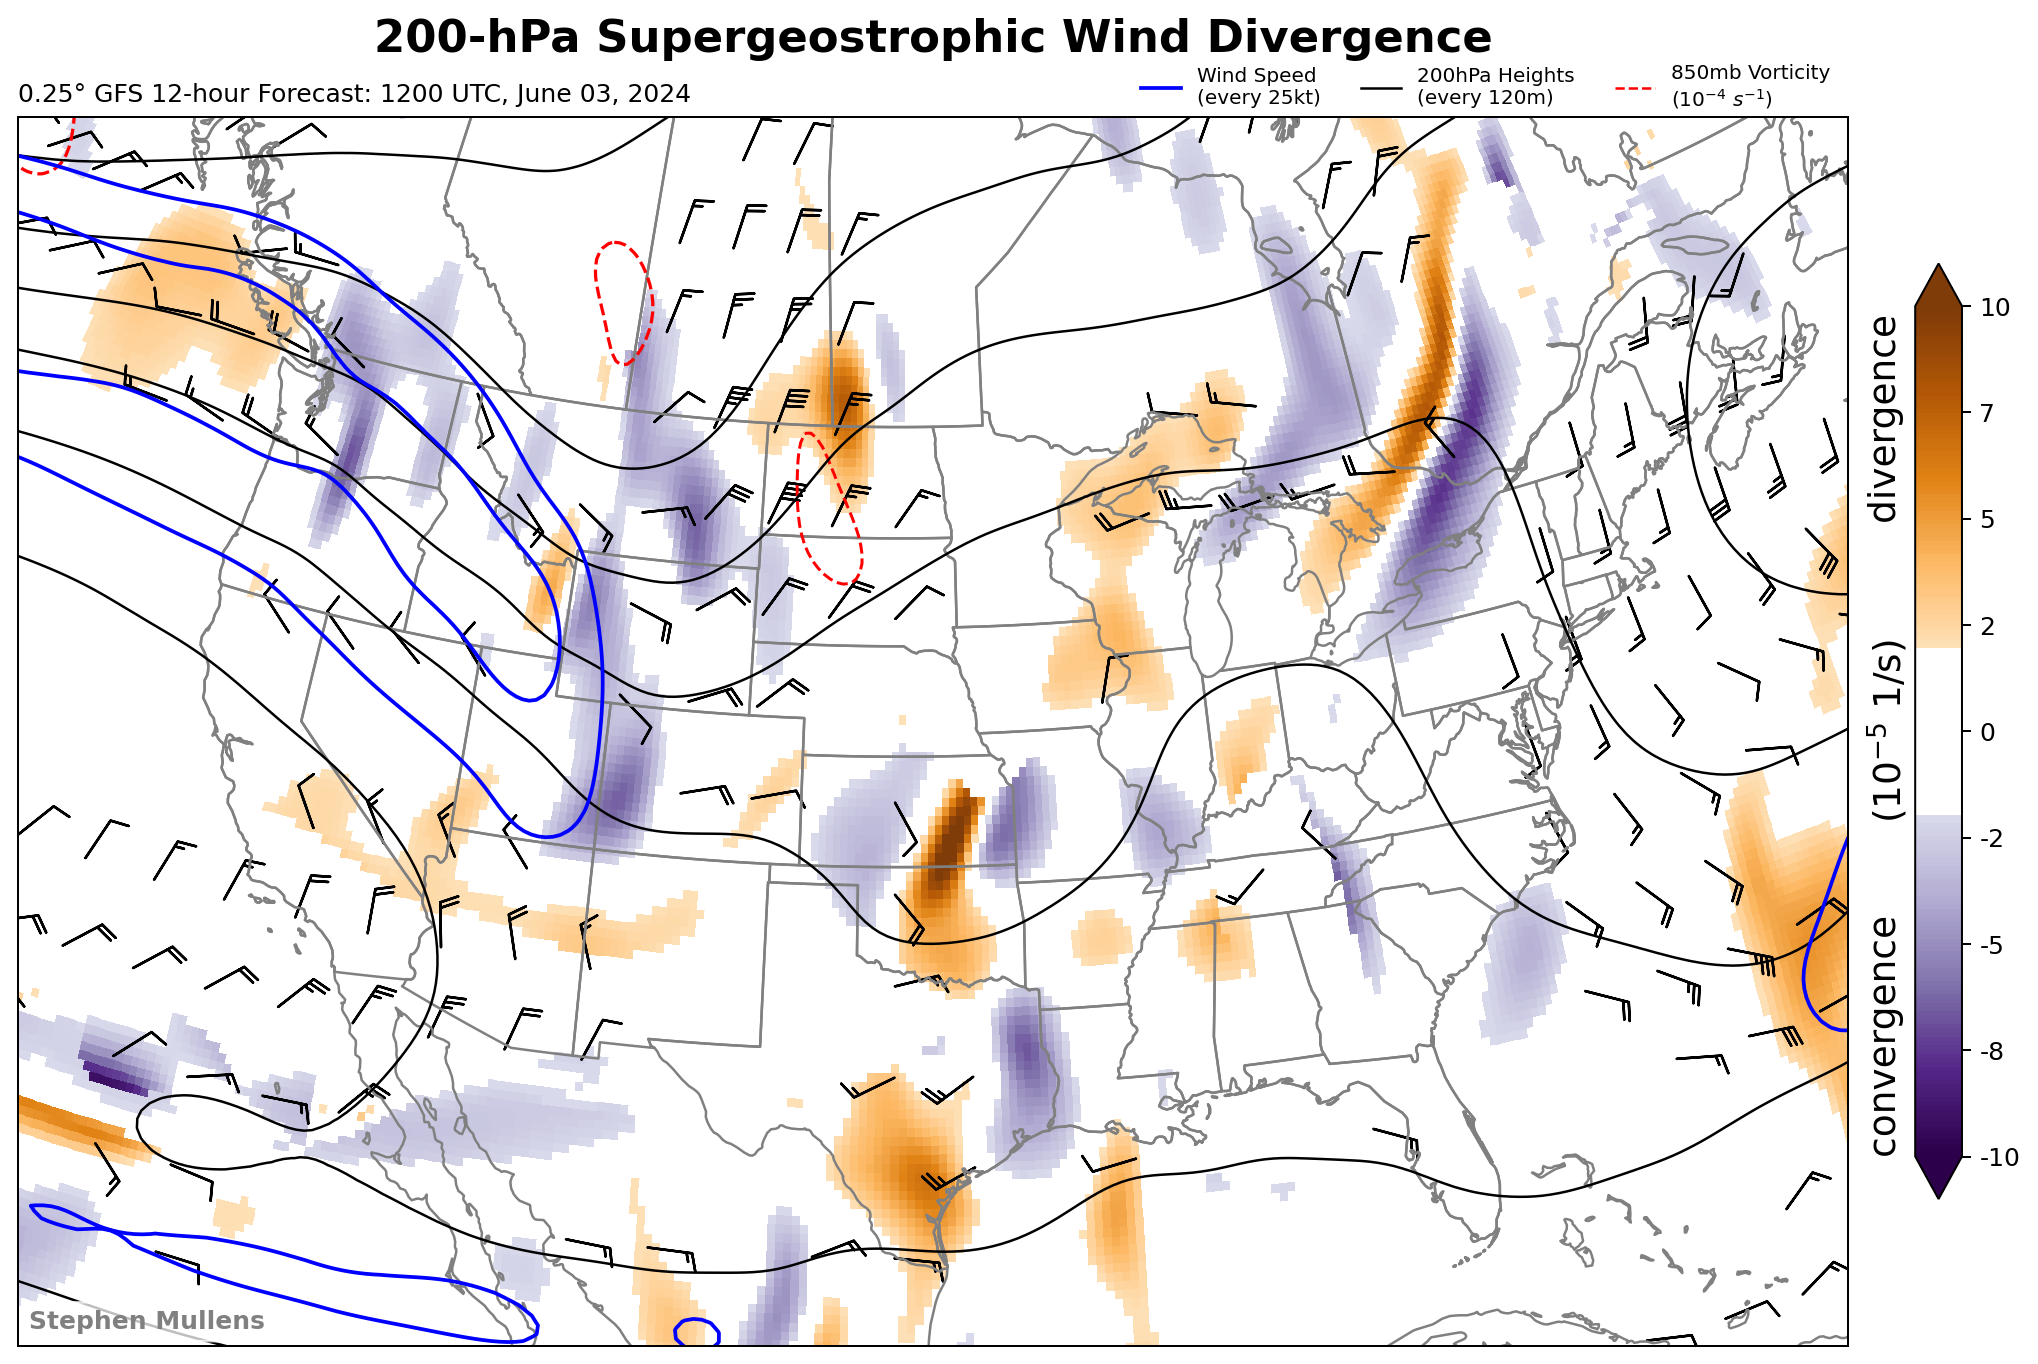 200-hPa Supergeostrophic Wind Divergence
0.25° GFS 12-hour Forecast: 1200 UTC, June 03, 2024
Wind Speed
(every 25kt)
200hPa Heights
(every 120m)
850mb Vorticity
(10⁻⁴ s⁻¹)
10
7
5
2
0
-2
-5
-8
-10
convergence (10⁻⁵ 1/s) divergence
Stephen Mullens